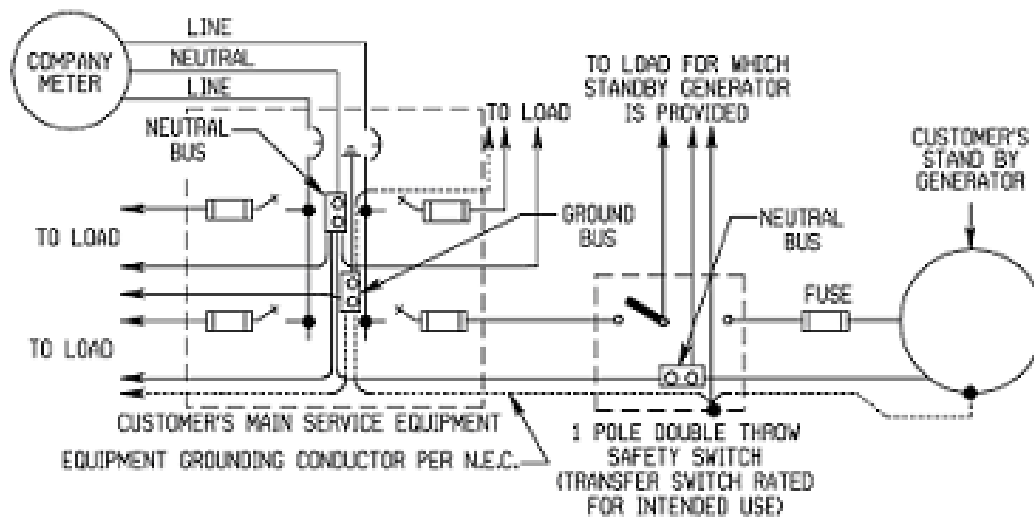 COMPANY
METER
LINE
NEUTRAL
LINE
NEUTRAL
BUS
TO LOAD
TO LOAD FOR WHICH
STANDBY GENERATOR
IS PROVIDED
CUSTOMER'S
STAND BY
GENERATOR
TO LOAD
GROUND
BUS
NEUTRAL
BUS
FUSE
TO LOAD
CUSTOMER'S MAIN SERVICE EQUIPMENT
EQUIPMENT GROUNDING CONDUCTOR PER N.E.C.
1 POLE DOUBLE THROW
SAFETY SWITCH
(TRANSFER SWITCH RATED
FOR INTENDED USE)